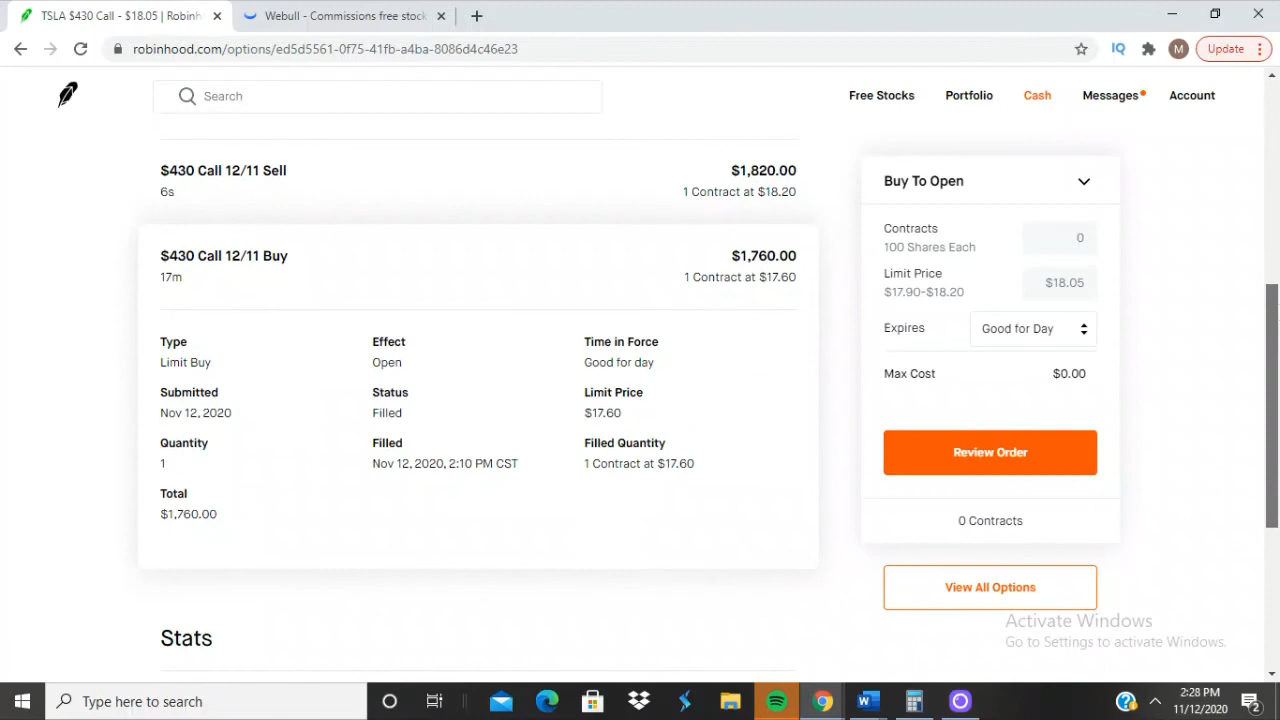 TSLA $430 Call - $18.05 | Robinh
Webull - Commissions free stock
robinhood.com/options/ed5d5561-0f75-41fb-a4ba-8086d4c46e23
IQ
M
Update
Search
Free Stocks
Portfolio
Cash
Messages
Account
$430 Call 12/11 Sell
$1,820.00
6s
1 Contract at $18.20
$430 Call 12/11 Buy
$1,760.00
17m
1 Contract at $17.60
Type
Effect
Time in Force
Limit Buy
Open
Good for day
Submitted
Status
Limit Price
Nov 12, 2020
Filled
$17.60
Quantity
Filled
Filled Quantity
1
Nov 12, 2020, 2:10 PM CST
1 Contract at $17.60
Total
$1,760.00
Stats
Buy To Open
Contracts
100 Shares Each
0
Limit Price
$17.90-$18.20
$18.05
Expires
Good for Day
Max Cost
$0.00
Review Order
0 Contracts
View All Options
Activate Windows
Go to Settings to activate Windows.
Type here to search
2:28 PM
11/12/2020
2